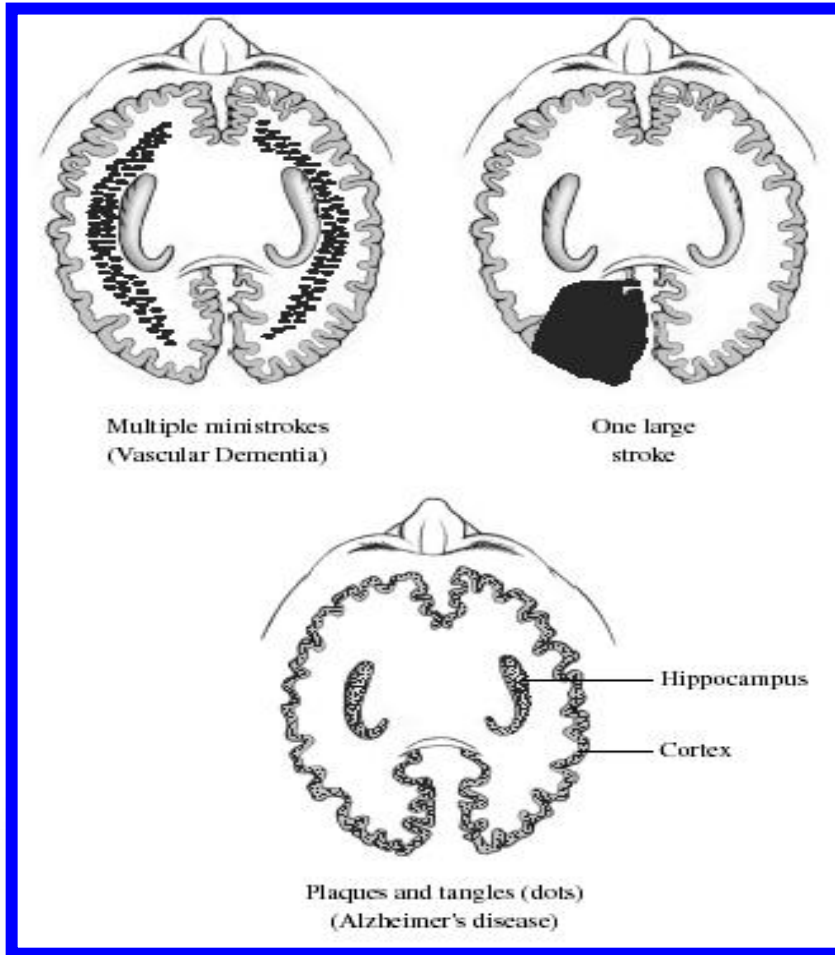 Multiple ministrokes
(Vascular Dementia)
One large
stroke
Hippocampus
Cortex
Plaques and tangles (dots)
(Alzheimer's disease)